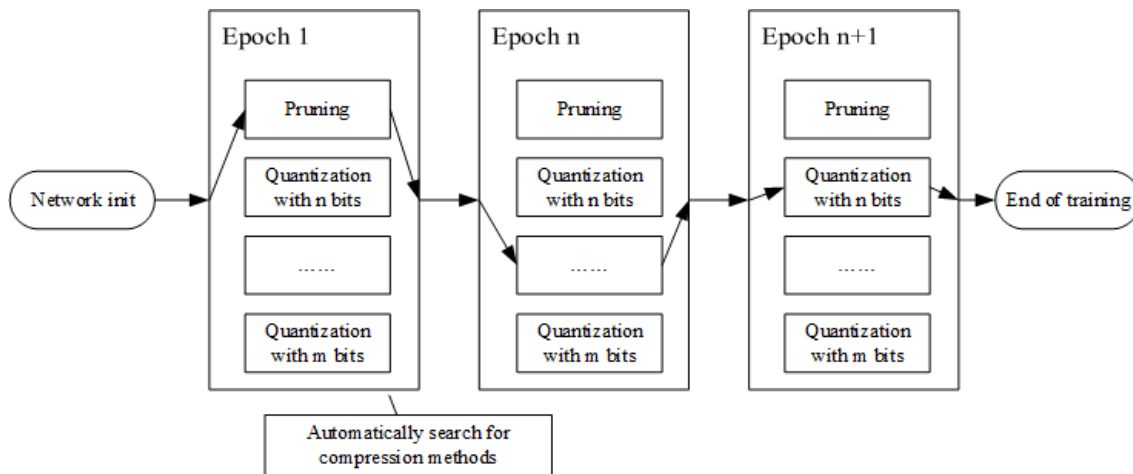 Network init
Epoch 1
Pruning
Quantization
with n bits
……
Quantization
with m bits
Automatically search for
compression methods
Epoch n
Pruning
Quantization
with n bits
……
Quantization
with m bits
Epoch n+1
Pruning
Quantization
with n bits
……
Quantization
with m bits
End of training